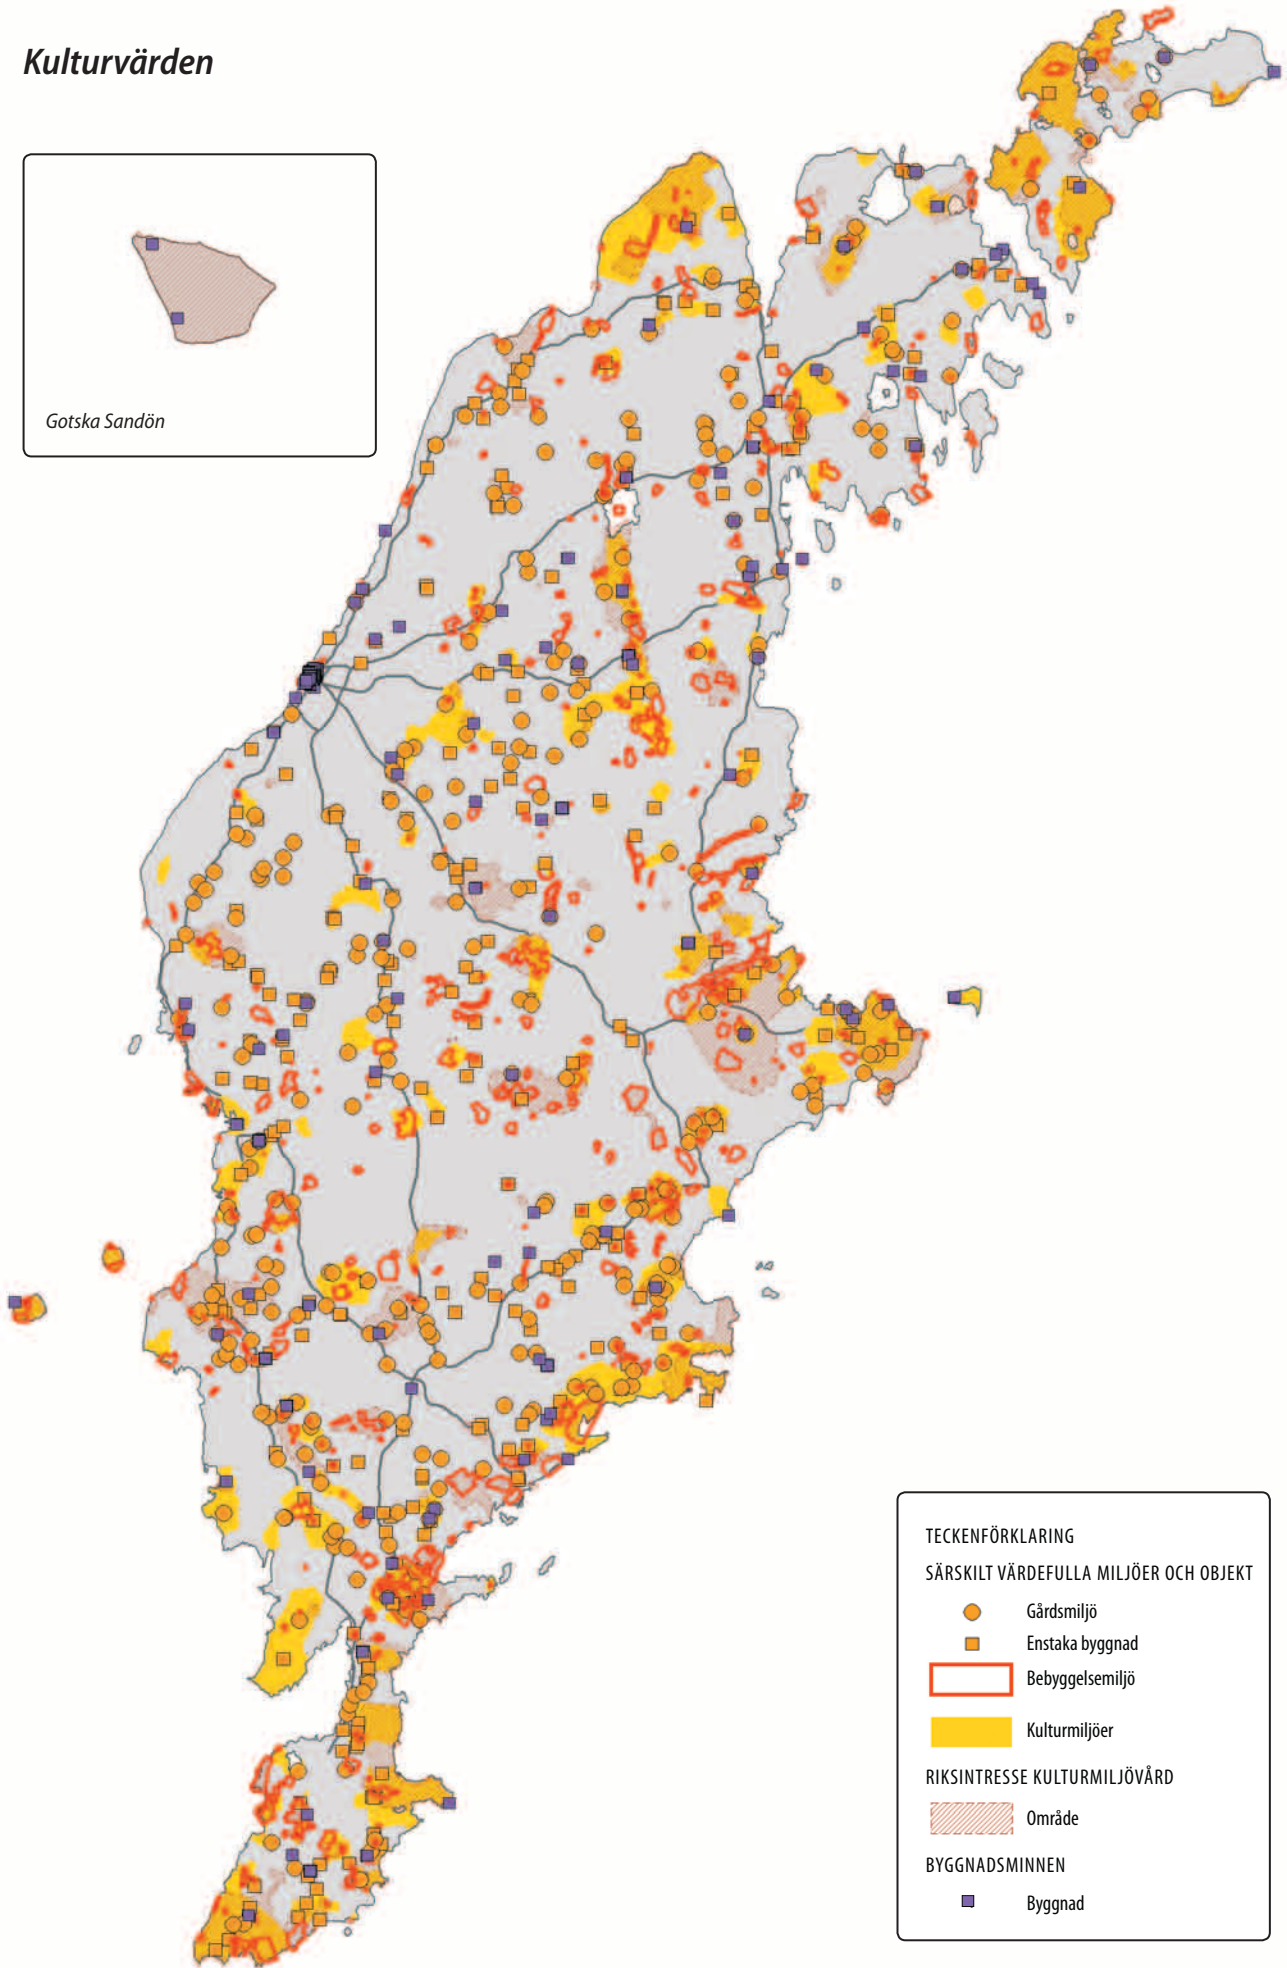 Kulturvärden
Gotska Sandön
TECKENFÖRKLARING
SÄRSKILT VÄRDEFULLA MILJÖER OCH OBJEKT
Gårdsmiljö
Enstaka byggnad
Bebyggelsemiljö
Kulturmiljöer
RIKSINTRESSE KULTURMILJÖVÅRD
Område
BYGGNADSMINNEN
Byggnad